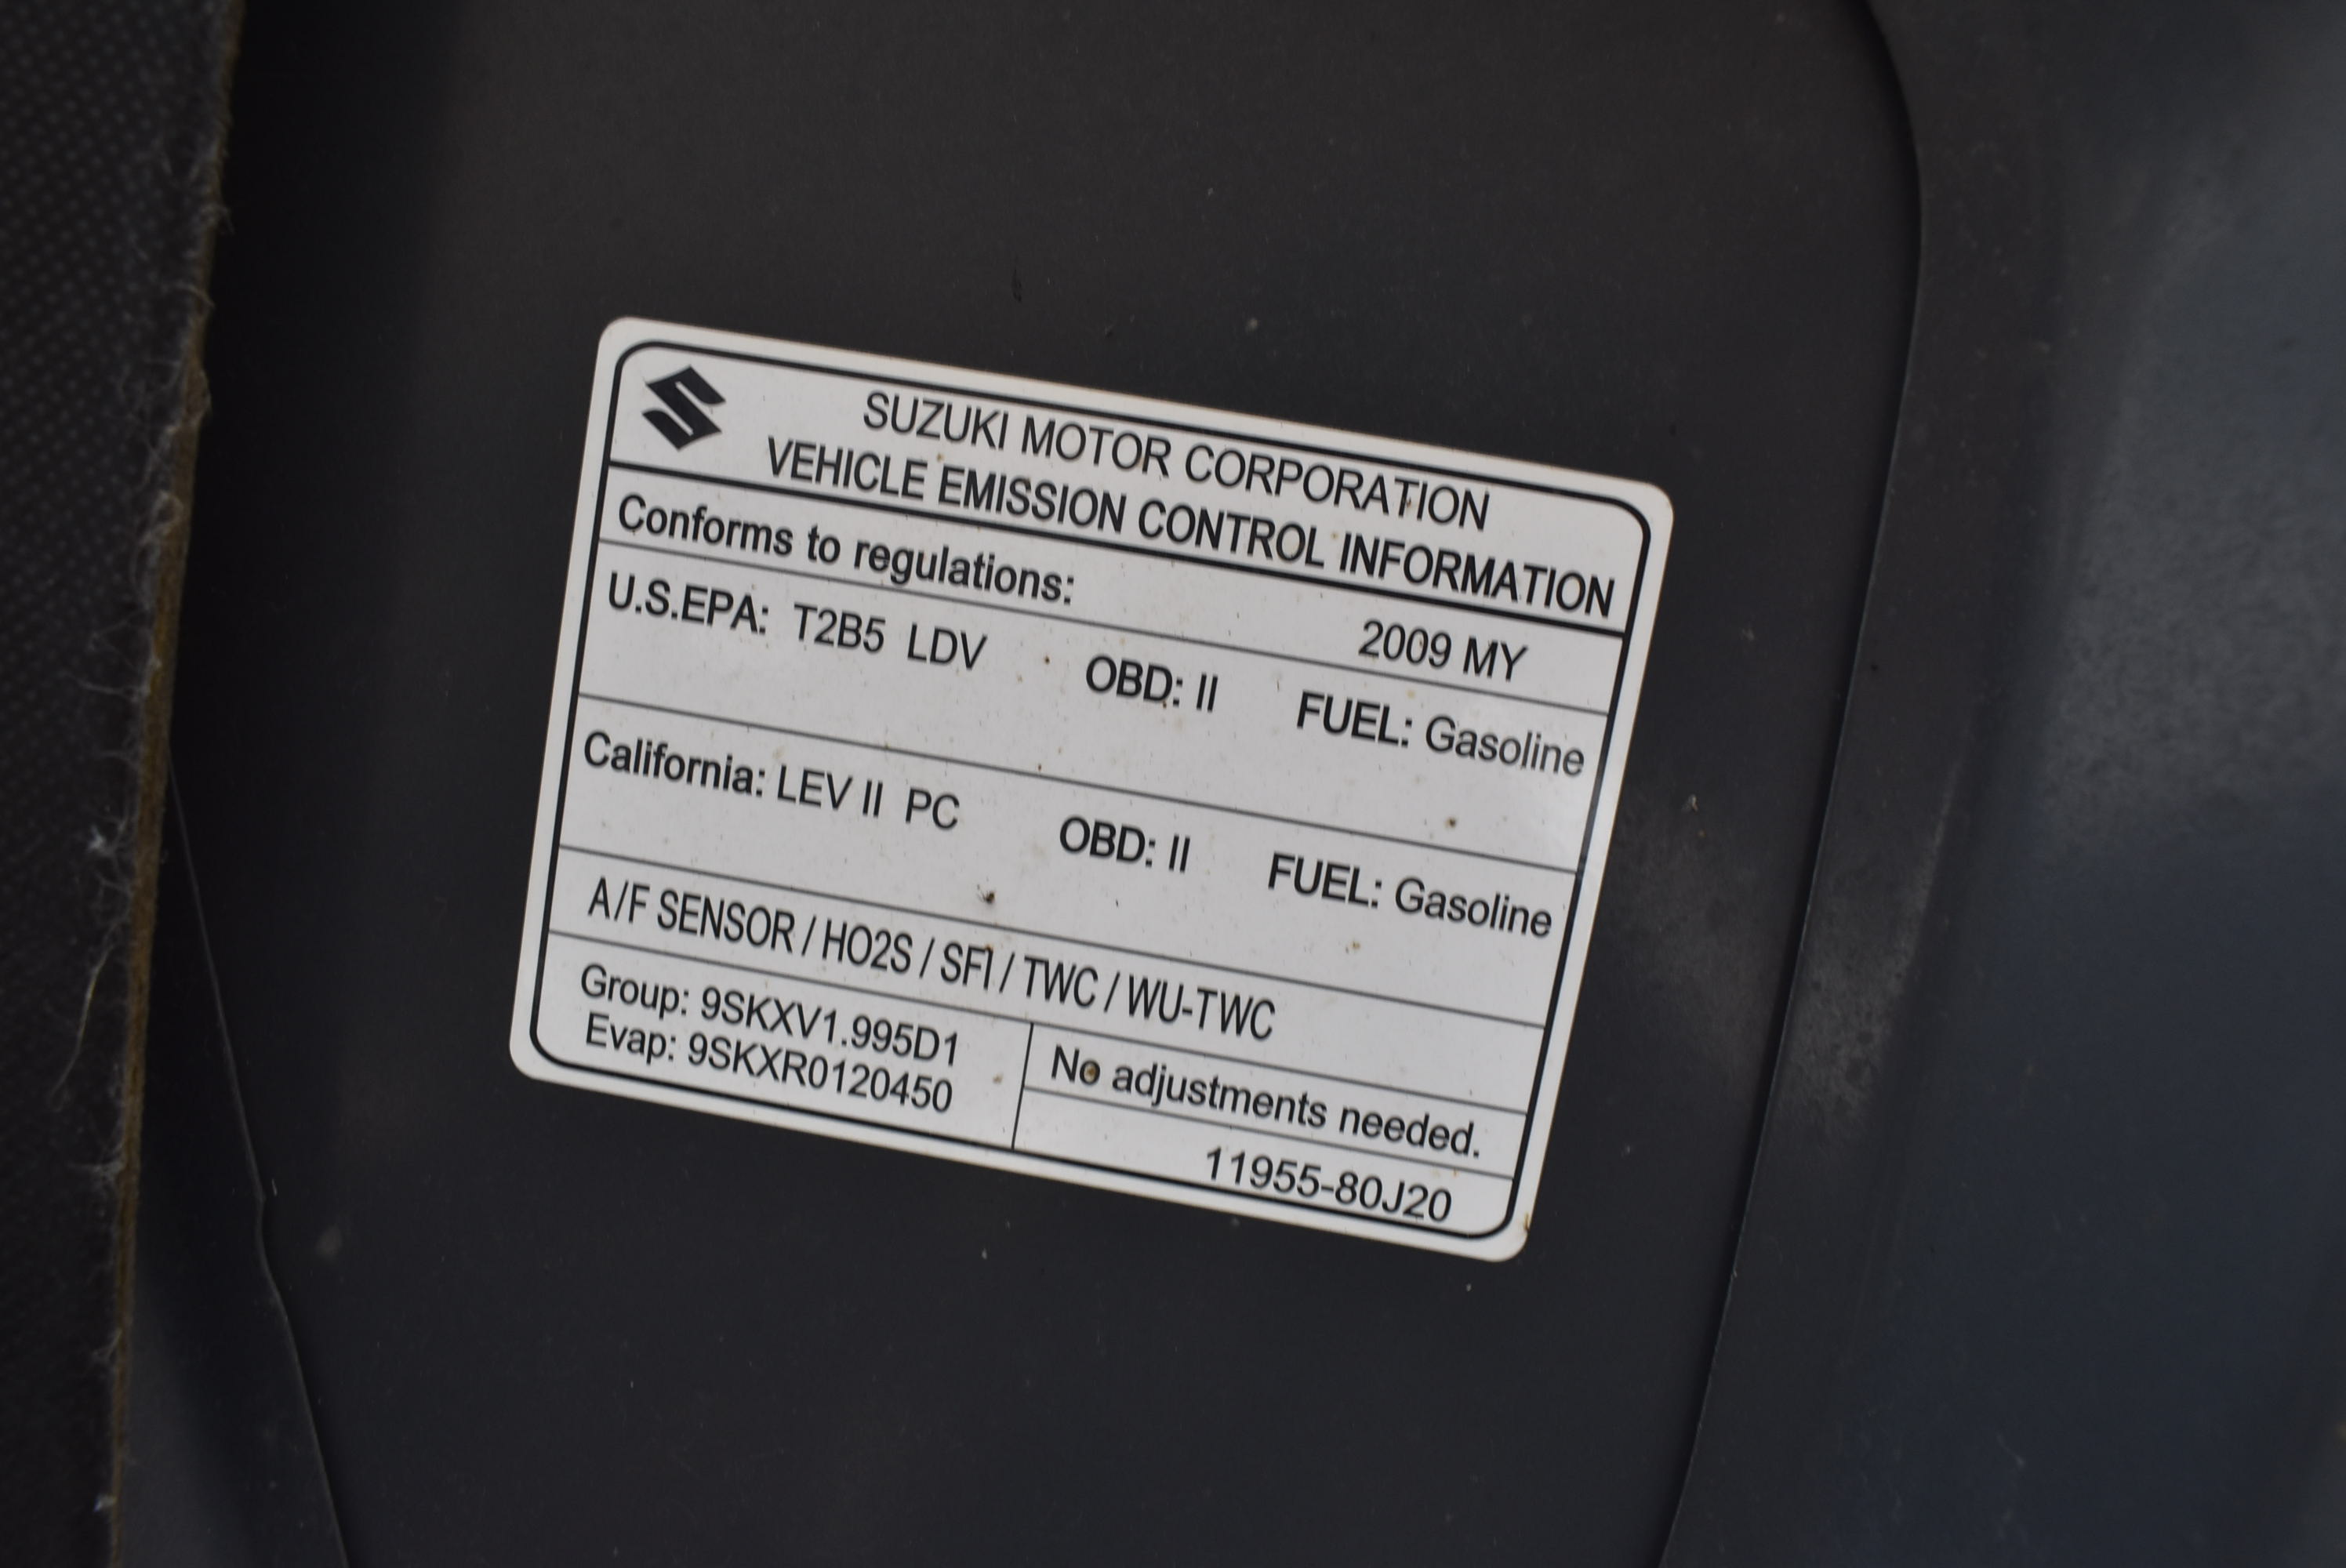 SUZUKI MOTOR CORPORATION
VEHICLE EMISSION CONTROL INFORMATION
Conforms to regulations: 2009 MY
U.S.EPA: T2B5 LDV OBD: II FUEL: Gasoline
California: LEV II PC OBD: II FUEL: Gasoline
A/F SENSOR / HO2S / SFI / TWC / WU-TWC
Group: 9SKXV1.995D1
Evap: 9SKXR0120450
No adjustments needed.
11955-80J20